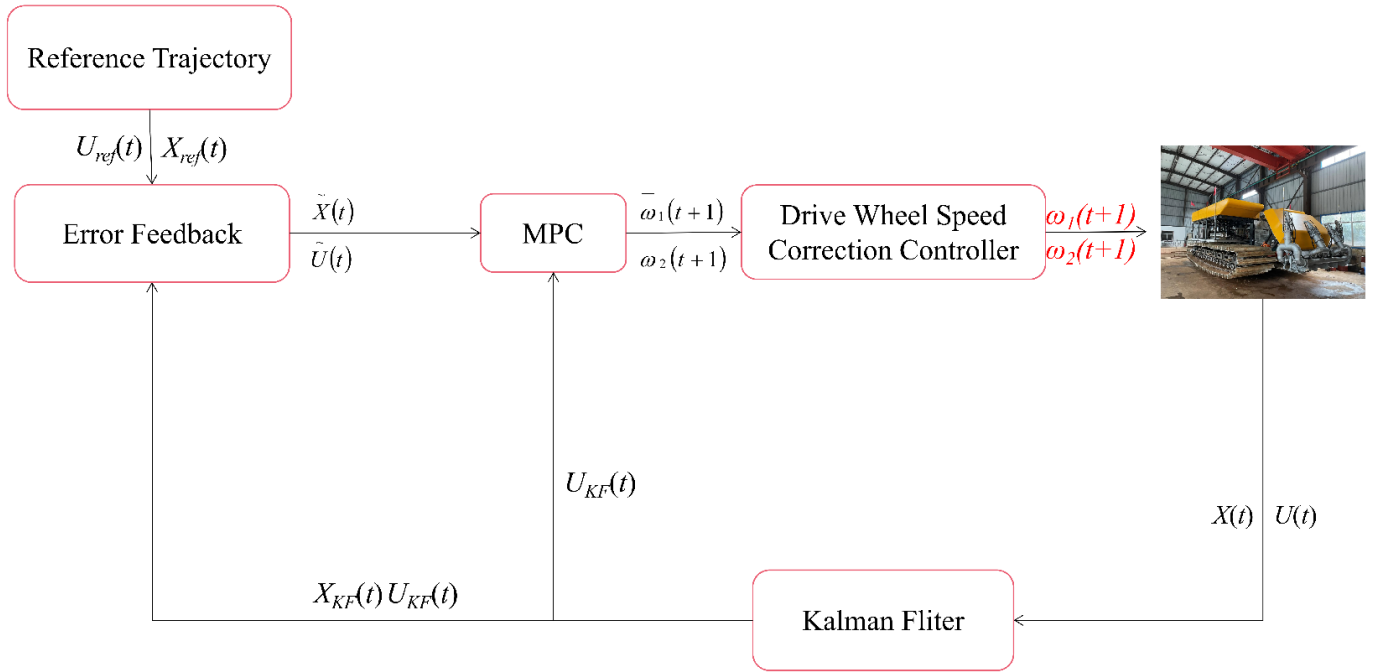 Reference Trajectory
U_ref(t) X_ref(t)
Error Feedback
X̃(t)
Ũ(t)
MPC
ω̅₁(t+1)
ω₂(t+1)
Drive Wheel Speed
Correction Controller
ω₁(t+1)
ω₂(t+1)
U_KF(t)
X(t) U(t)
X_KF(t) U_KF(t)
Kalman Fliter